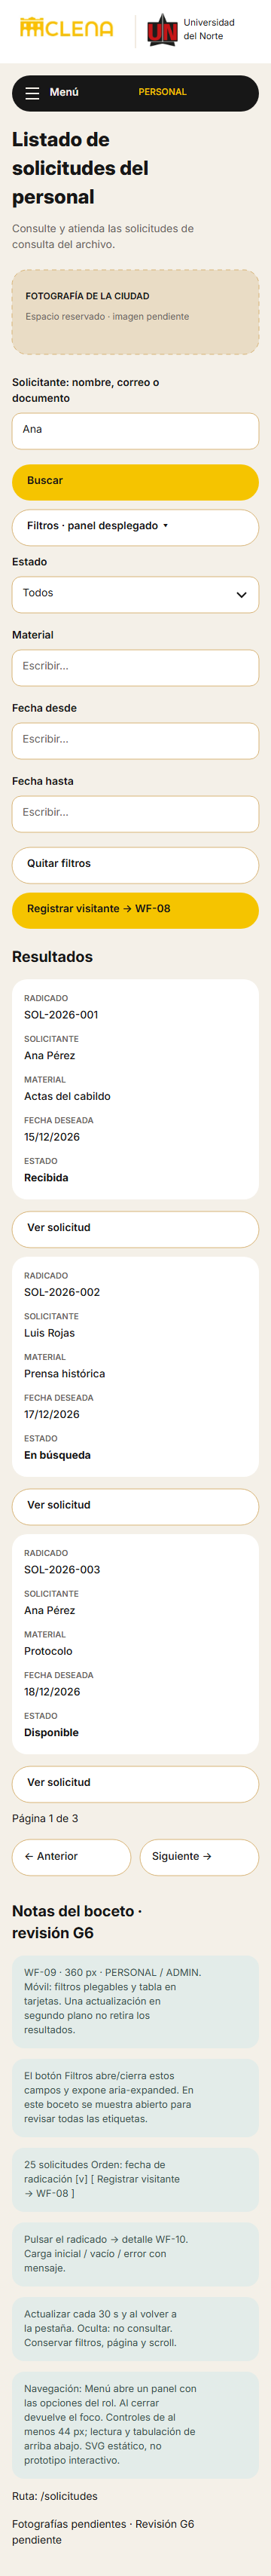 CLENA
UN
Universidad
del Norte
Menú
PERSONAL
Listado de
solicitudes del
personal
Consulte y atienda las solicitudes de
consulta del archivo.
FOTOGRAFÍA DE LA CIUDAD
Espacio reservado · imagen pendiente
Solicitante: nombre, correo o
documento
Ana
Buscar
Filtros · panel desplegado ▾
Estado
Todos
Material
Escribir...
Fecha desde
Escribir...
Fecha hasta
Escribir...
Quitar filtros
Registrar visitante → WF-08
Resultados
RADICADO
SOL-2026-001
SOLICITANTE
Ana Pérez
MATERIAL
Actas del cabildo
FECHA DESEADA
15/12/2026
ESTADO
Recibida
Ver solicitud
RADICADO
SOL-2026-002
SOLICITANTE
Luis Rojas
MATERIAL
Prensa histórica
FECHA DESEADA
17/12/2026
ESTADO
En búsqueda
Ver solicitud
RADICADO
SOL-2026-003
SOLICITANTE
Ana Pérez
MATERIAL
Protocolo
FECHA DESEADA
18/12/2026
ESTADO
Disponible
Ver solicitud
Página 1 de 3
← Anterior
Siguiente →
Notas del boceto ·
revisión G6
WF-09 · 360 px · PERSONAL / ADMIN.
Móvil: filtros plegables y tabla en
tarjetas. Una actualización en
segundo plano no retira los
resultados.
El botón Filtros abre/cierra estos
campos y expone aria-expanded. En
este boceto se muestra abierto para
revisar todas las etiquetas.
25 solicitudes Orden: fecha de
radicación [v] [ Registrar visitante
→ WF-08 ]
Pulsar el radicado → detalle WF-10.
Carga inicial / vacío / error con
mensaje.
Actualizar cada 30 s y al volver a
la pestaña. Oculta: no consultar.
Conservar filtros, página y scroll.
Navegación: Menú abre un panel con
las opciones del rol. Al cerrar
devuelve el foco. Controles de al
menos 44 px; lectura y tabulación de
arriba abajo. SVG estático, no
prototipo interactivo.
Ruta: /solicitudes
Fotografías pendientes · Revisión G6
pendiente